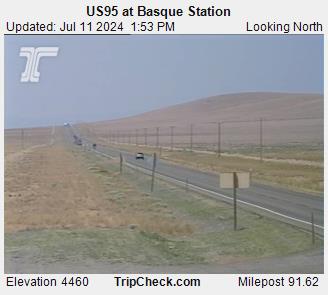 US95 at Basque Station
Updated: Jul 11 2024 1:53 PM Looking North
Elevation 4460 TripCheck.com Milepost 91.62